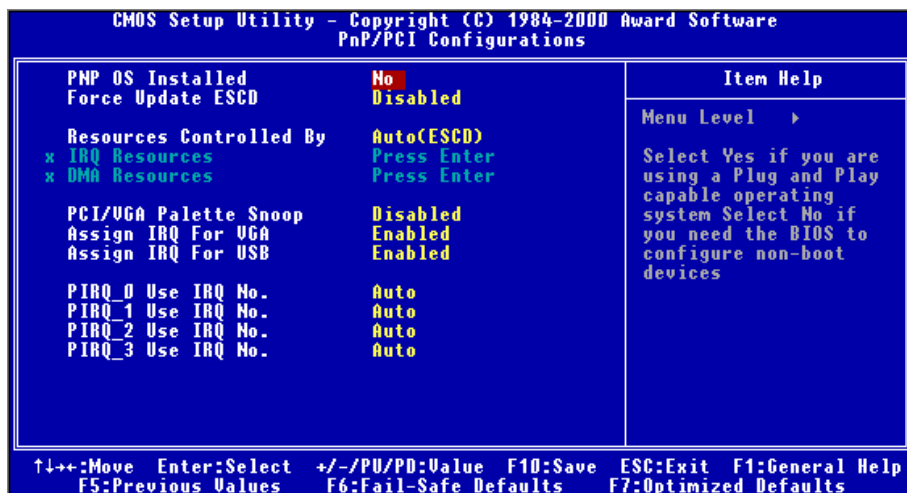 CMOS Setup Utility - Copyright (C) 1984-2000 Award Software
PnP/PCI Configurations
PNP OS Installed No
Force Update ESCD Disabled
Resources Controlled By Auto(ESCD)
x IRQ Resources Press Enter
x DMA Resources Press Enter
PCI/VGA Palette Snoop Disabled
Assign IRQ For VGA Enabled
Assign IRQ For USB Enabled
PIRQ_0 Use IRQ No. Auto
PIRQ_1 Use IRQ No. Auto
PIRQ_2 Use IRQ No. Auto
PIRQ_3 Use IRQ No. Auto
Item Help
Menu Level ▸
Select Yes if you are
using a Plug and Play
capable operating
system Select No if
you need the BIOS to
configure non-boot
devices
↑↓→←:Move Enter:Select +/-/PU/PD:Value F10:Save ESC:Exit F1:General Help
F5:Previous Values F6:Fail-Safe Defaults F7:Optimized Defaults